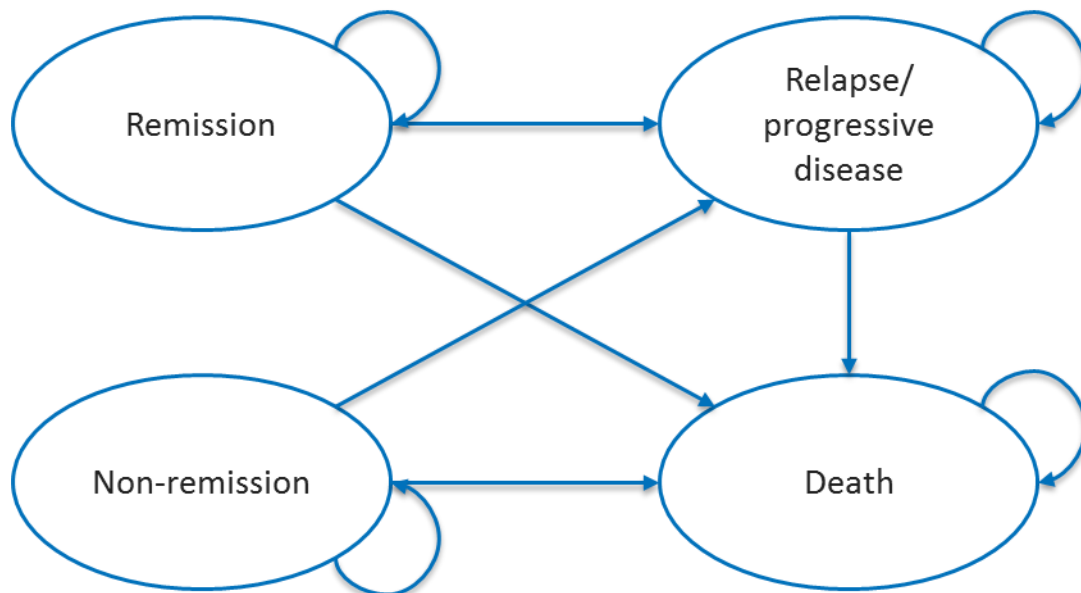 Remission
Relapse/
progressive
disease
Non-remission
Death